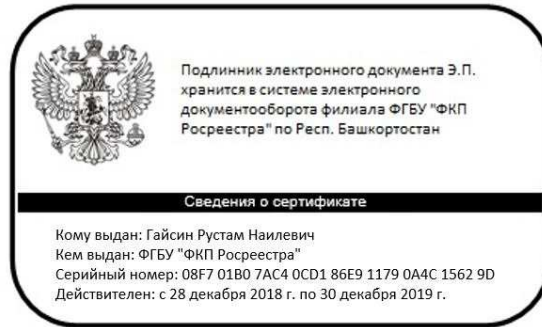 Подлинник электронного документа Э.П.
хранится в системе электронного
документооборота филиала ФГБУ "ФКП
Росреестра" по Респ. Башкортостан
Сведения о сертификате
Кому выдан: Гайсин Рустам Наилевич
Кем выдан: ФГБУ "ФКП Росреестра"
Серийный номер: 08F7 01B0 7AC4 0CD1 86E9 1179 0A4C 1562 9D
Действителен: с 28 декабря 2018 г. по 30 декабря 2019 г.